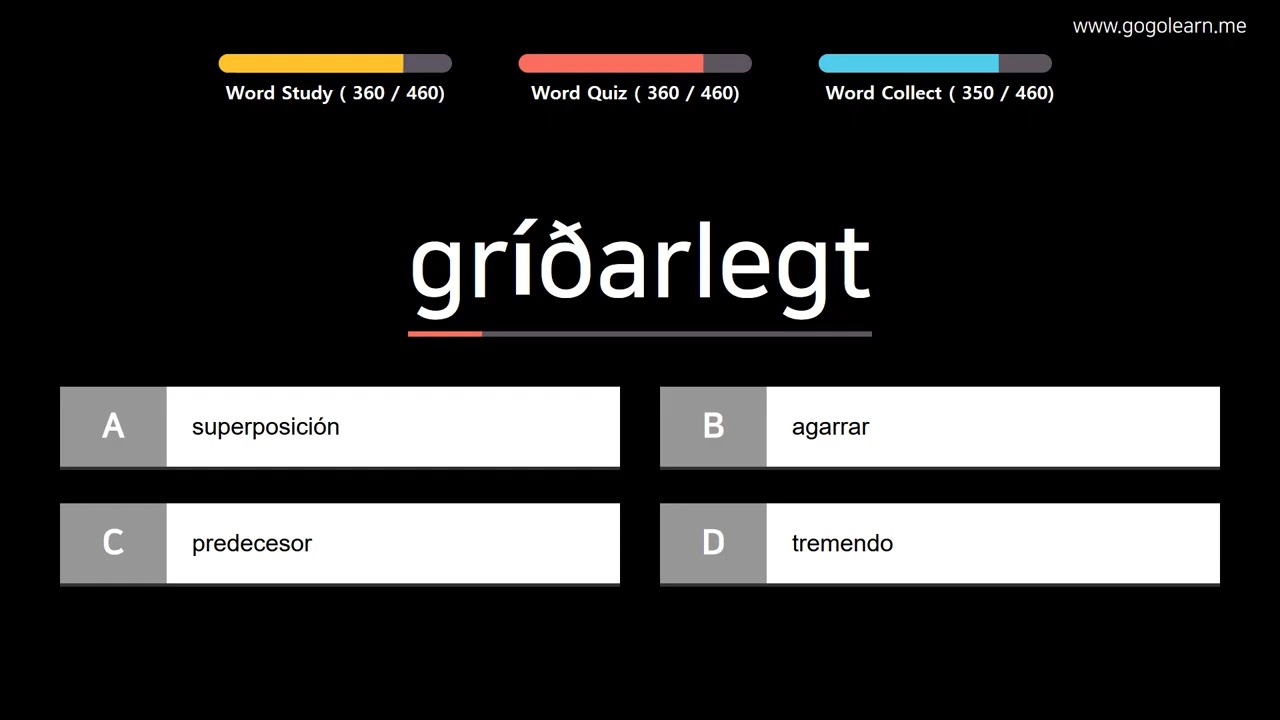 www.gogolearn.me
Word Study ( 360 / 460)
Word Quiz ( 360 / 460)
Word Collect ( 350 / 460)
gríðarlegt
A superposición
B agarrar
C predecesor
D tremendo